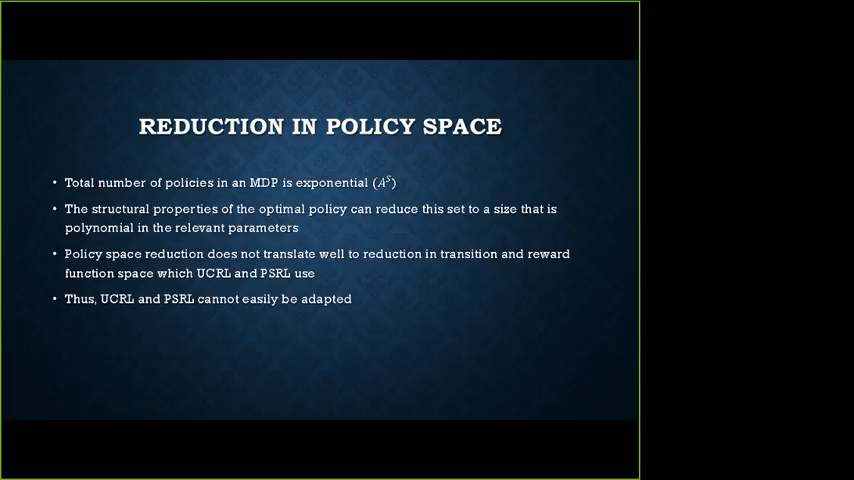 REDUCTION IN POLICY SPACE
• Total number of policies in an MDP is exponential (A^S)
• The structural properties of the optimal policy can reduce this set to a size that is
polynomial in the relevant parameters
• Policy space reduction does not translate well to reduction in transition and reward
function space which UCRL and PSRL use
• Thus, UCRL and PSRL cannot easily be adapted